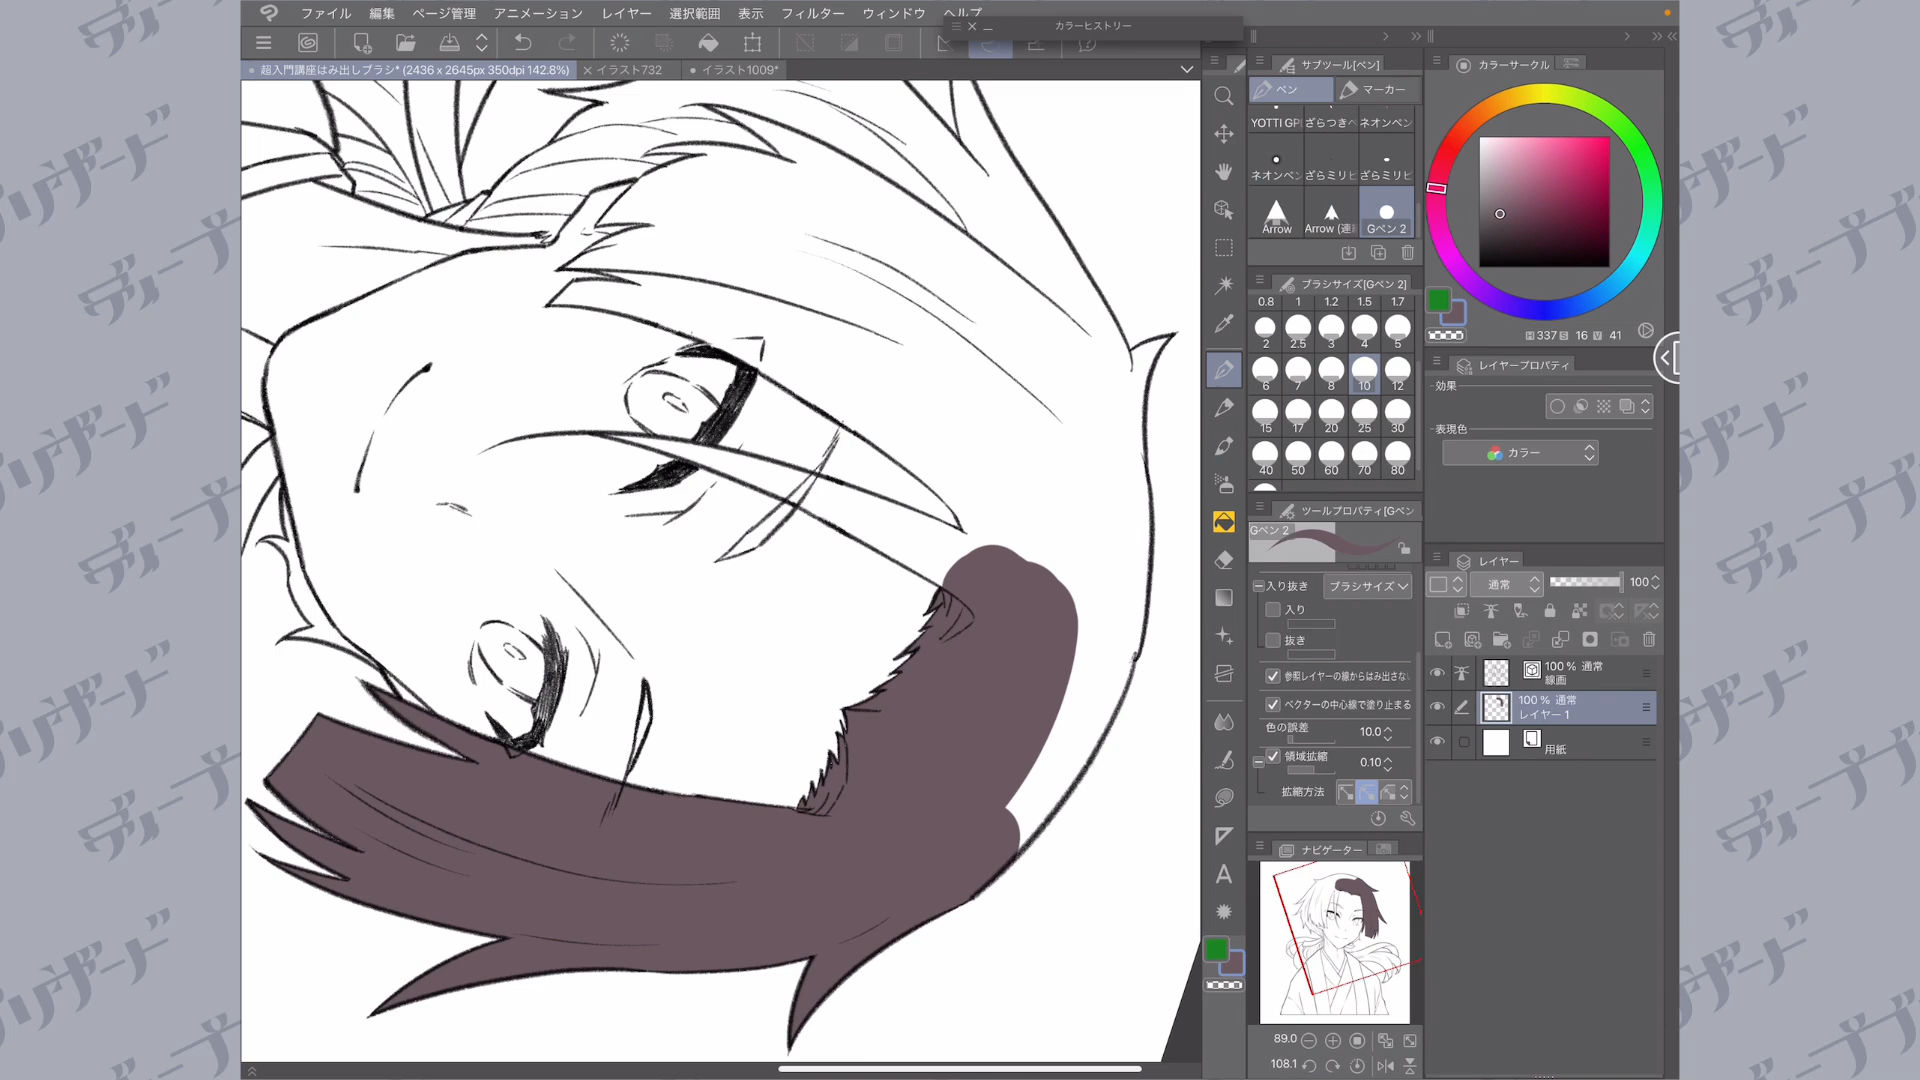 ファイル 編集 ページ管理 アニメーション レイヤー 選択範囲 表示 フィルター ウィンドウ ヘルプ
カラーヒストリー
超入門講座はみ出しブラシ* (2436 x 2645px 350dpi 142.8%)
イラスト732
イラスト1009*
サブツール[ペン]
ペン
マーカー
ネオンペン
ざらミリ
ざらミリ
Arrow
Arrow
Gペン 2
ブラシサイズ[Gペン 2]
0.8 1 1.2 1.5 1.7
2 2.5 3 4 5
6 7 8 10 12
15 17 20 25 30
40 50 60 70 80
ツールプロパティ[Gペン
Gペン 2
入り抜き
ブラシサイズ
入り
抜き
参照レイヤーの線からはみ出さない
ベクターの中心線で塗り止まる
色の誤差
10.0
領域拡縮
0.10
拡縮方法
ナビゲーター
89.0
108.1
カラーサークル
H 337 S 16 V 41
レイヤープロパティ
効果
表現色
カラー
レイヤー
通常
100
100 % 通常
線画
100 % 通常
レイヤー 1
用紙
A